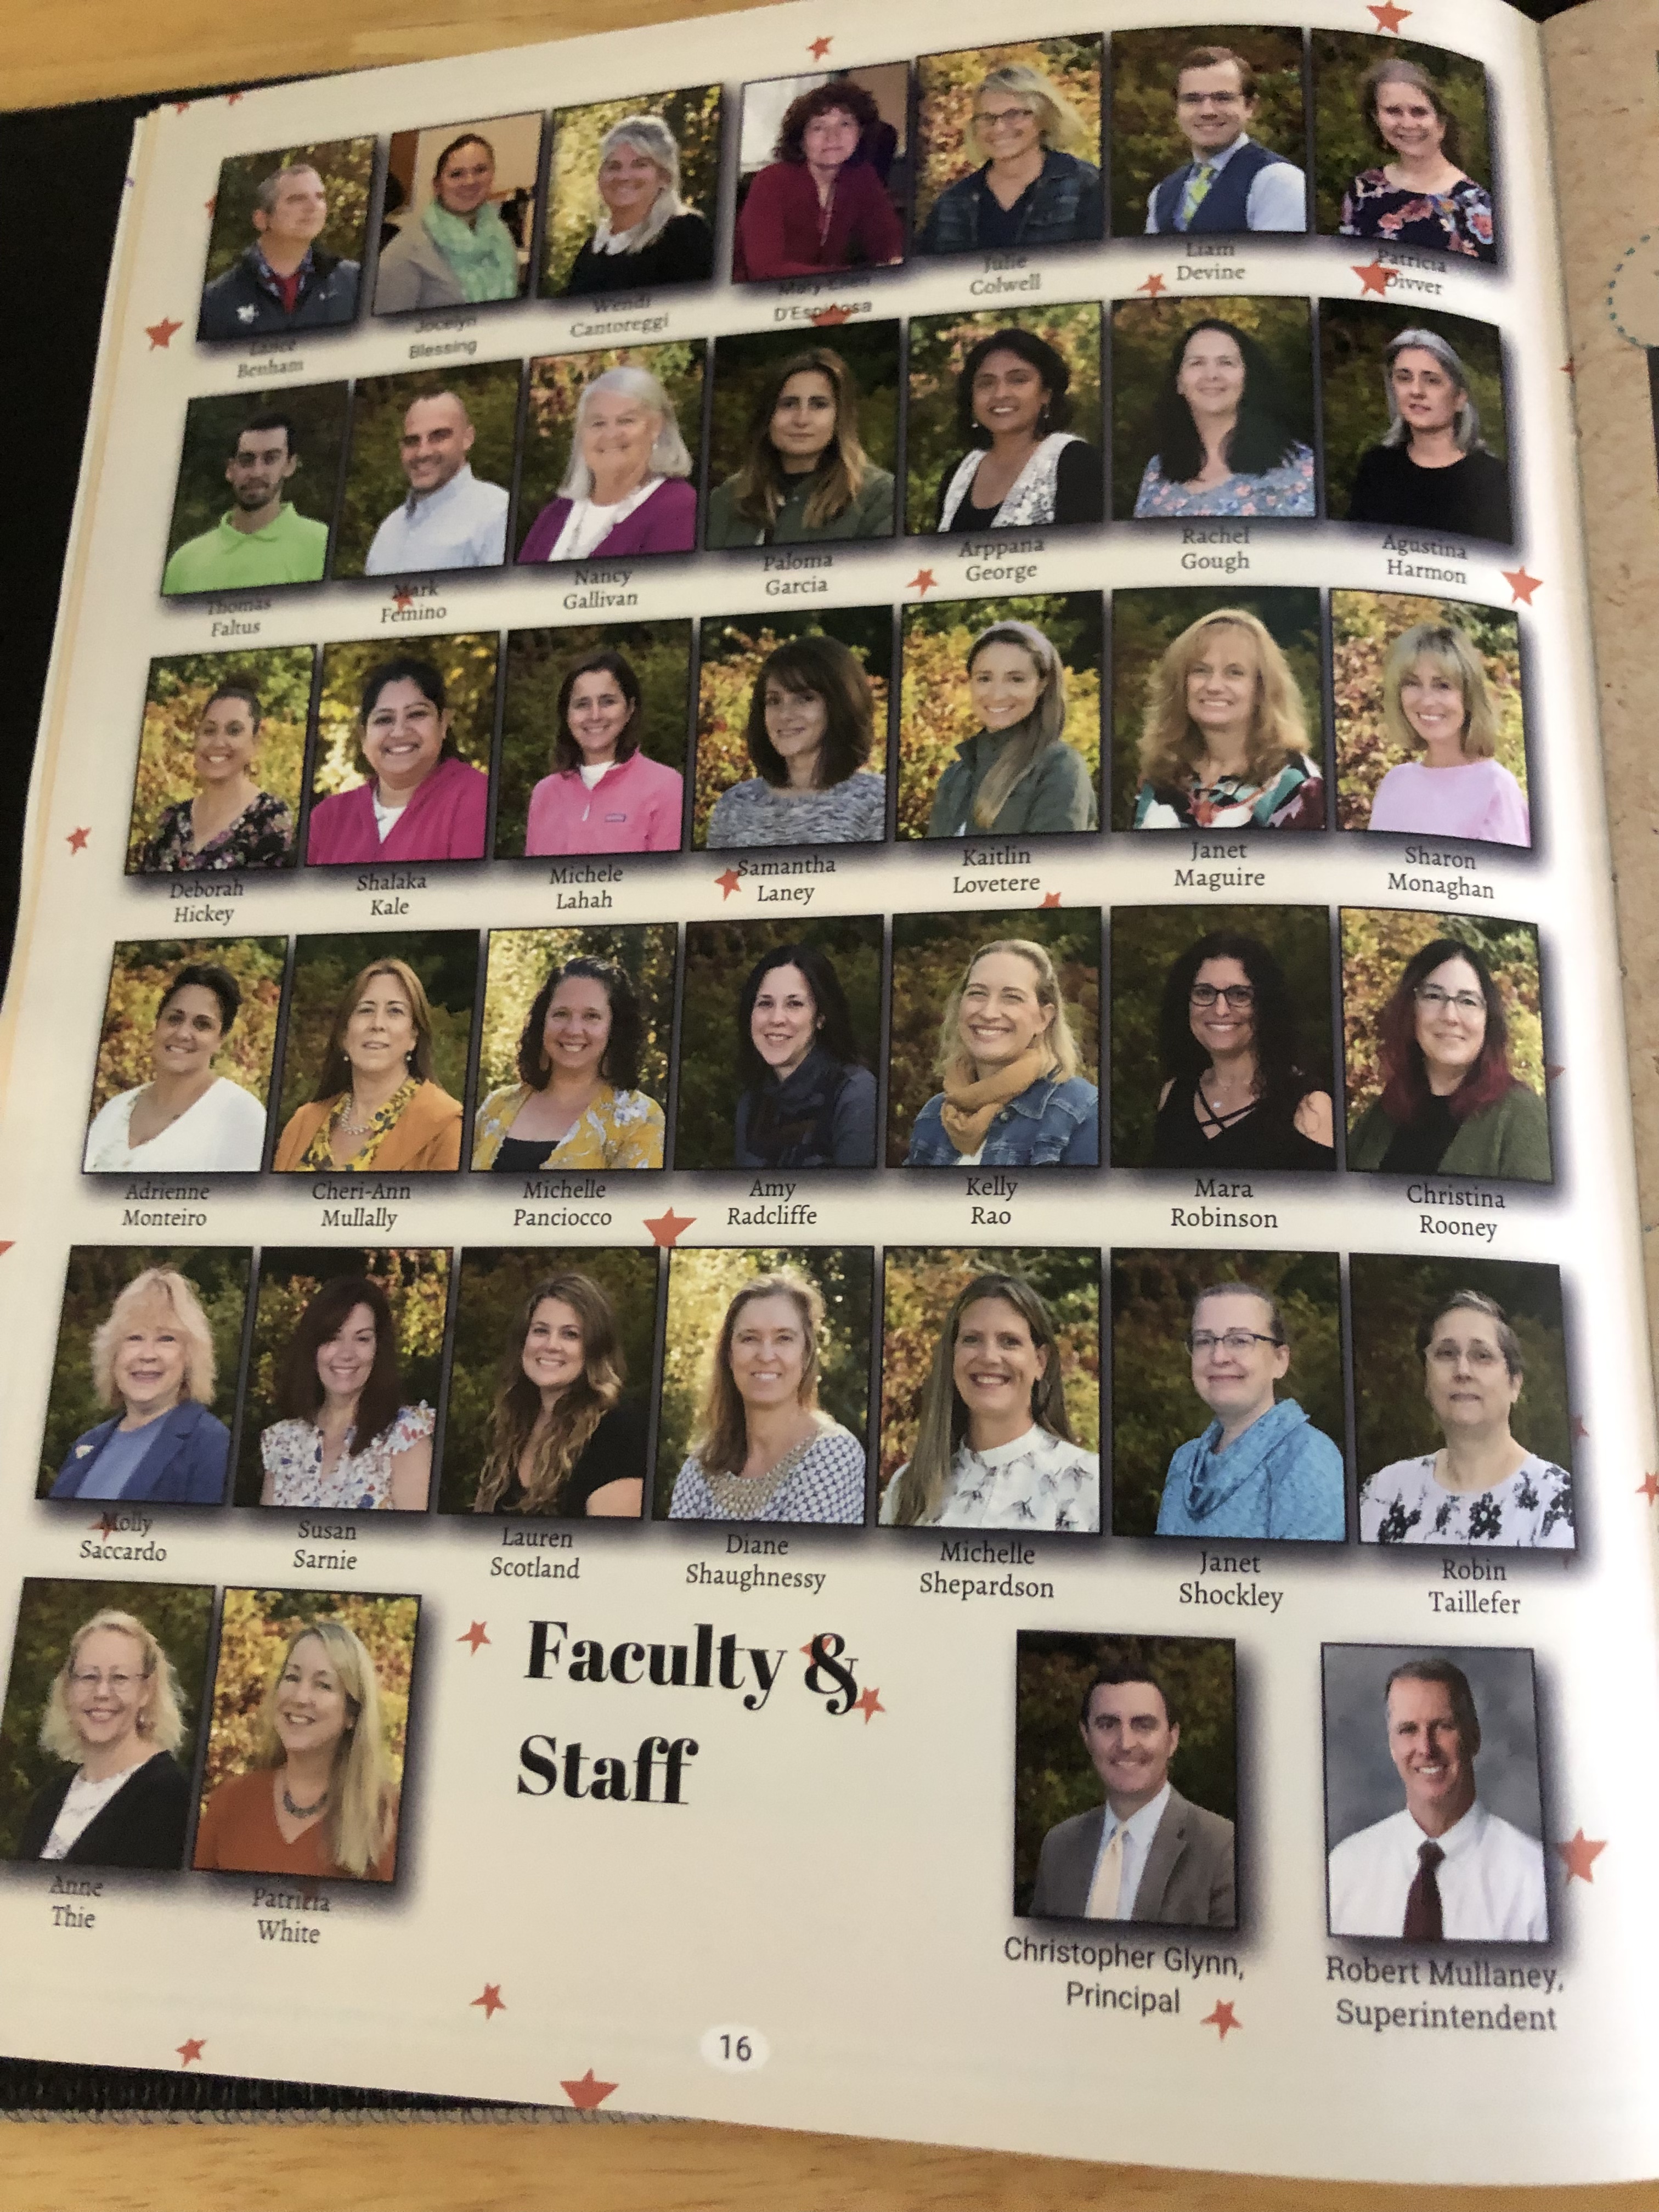 Lance
Benham
Jocelyn
Blessing
Wendi
Cantoreggi
Mary-Ellen
D'Espinosa
Julie
Colwell
Liam
Devine
Patricia
Divver
Thomas
Faltus
Mark
Femino
Nancy
Gallivan
Paloma
Garcia
Arppana
George
Rachel
Gough
Agustina
Harmon
Deborah
Hickey
Shalaka
Kale
Michele
Lahah
Samantha
Laney
Kaitlin
Lovetere
Janet
Maguire
Sharon
Monaghan
Adrienne
Monteiro
Cheri-Ann
Mullally
Michelle
Panciocco
Amy
Radcliffe
Kelly
Rao
Mara
Robinson
Christina
Rooney
Molly
Saccardo
Susan
Sarnie
Lauren
Scotland
Diane
Shaughnessy
Michelle
Shepardson
Janet
Shockley
Robin
Taillefer
Anne
Thie
Patricia
White
Faculty &
Staff
Christopher Glynn,
Principal
Robert Mullaney,
Superintendent
16